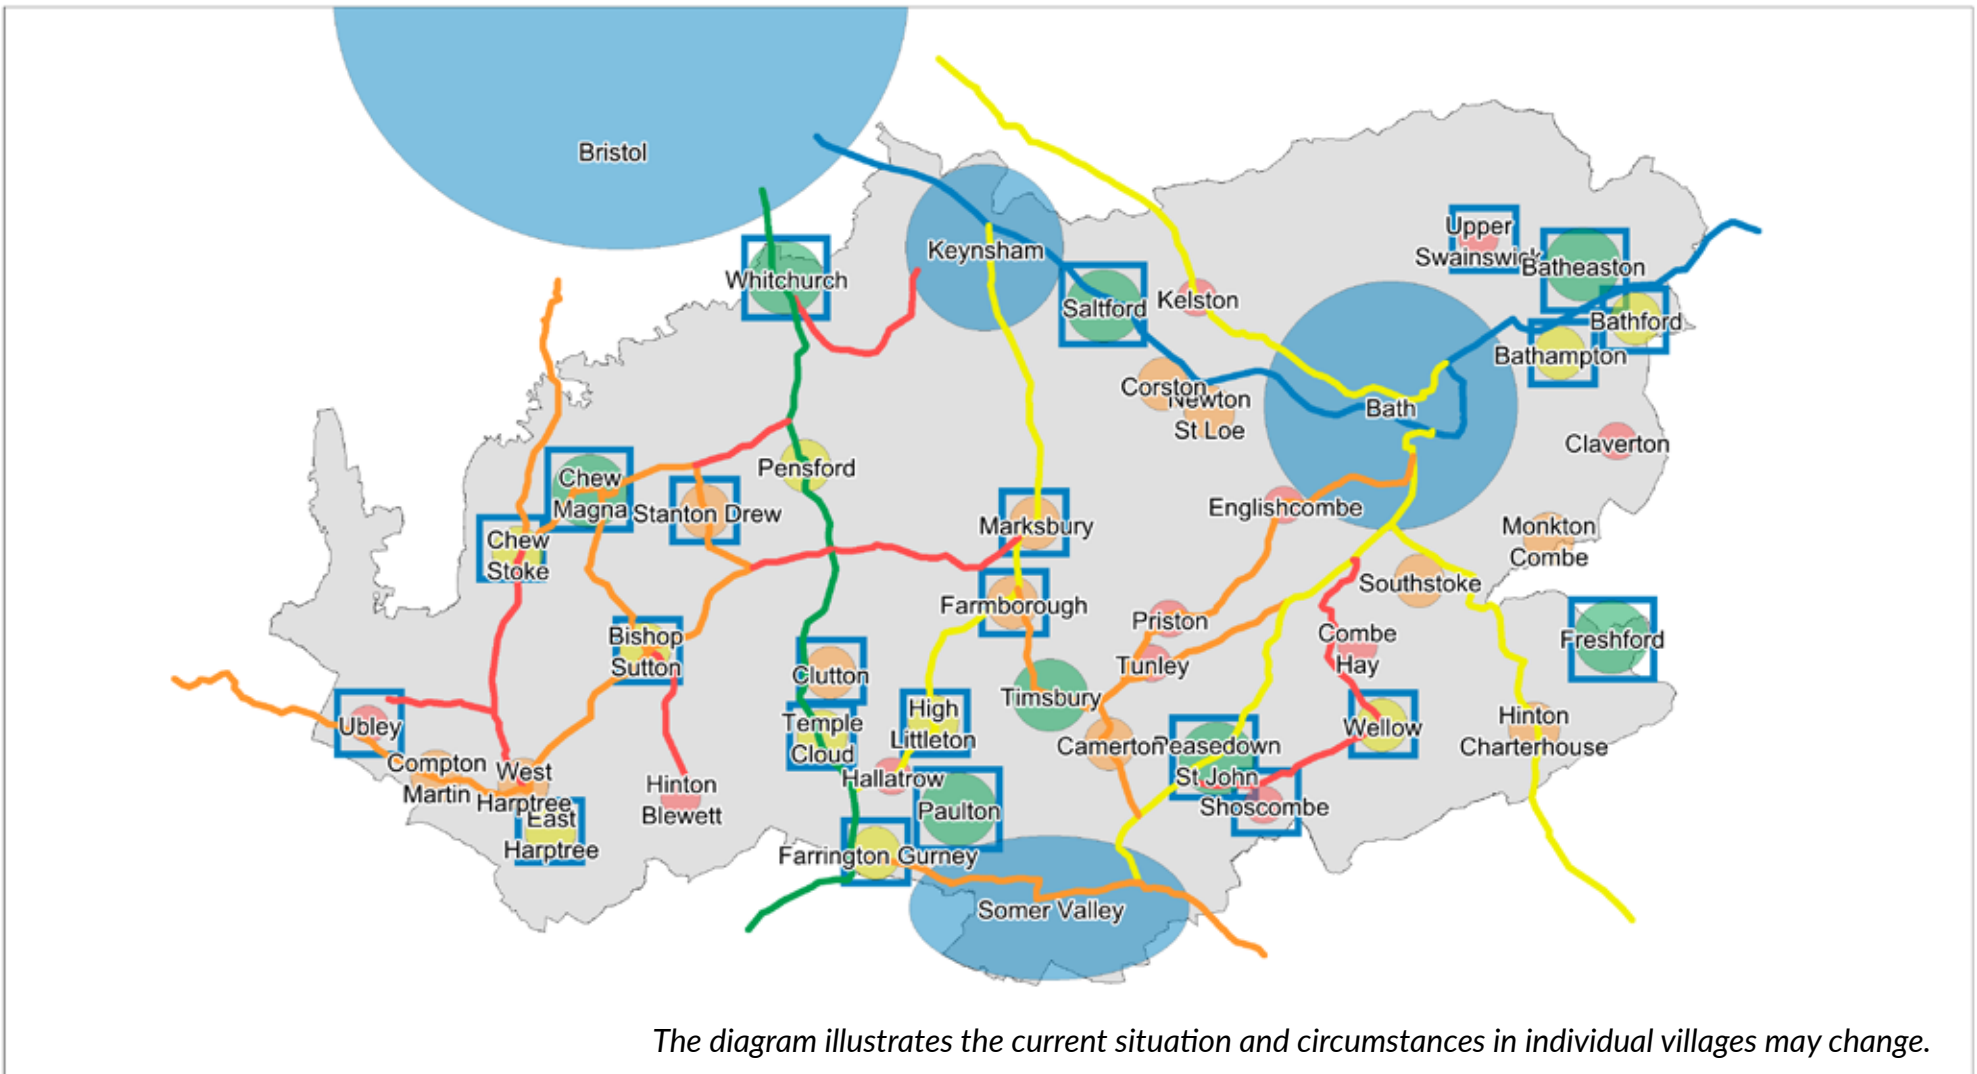 Bristol
Upper
Swainswick
Batheaston
Keynsham
Whitchurch
Saltford
Kelston
Bathford
Bathampton
Corston
Newton
St Loe
Bath
Claverton
Pensford
Chew
Magna
Stanton Drew
Englishcombe
Marksbury
Monkton
Combe
Chew
Stoke
Southstoke
Farmborough
Priston
Combe
Hay
Freshford
Bishop
Sutton
Tunley
Clutton
Timsbury
Ubley
Temple
Cloud
High
Littleton
Wellow
Hinton
Charterhouse
Camerton
Peasedown
St John
Compton
Martin
West
Harptree
Hallatrow
Hinton
Blewett
Shoscombe
Paulton
East
Harptree
Farrington Gurney
Somer Valley
The diagram illustrates the current situation and circumstances in individual villages may change.